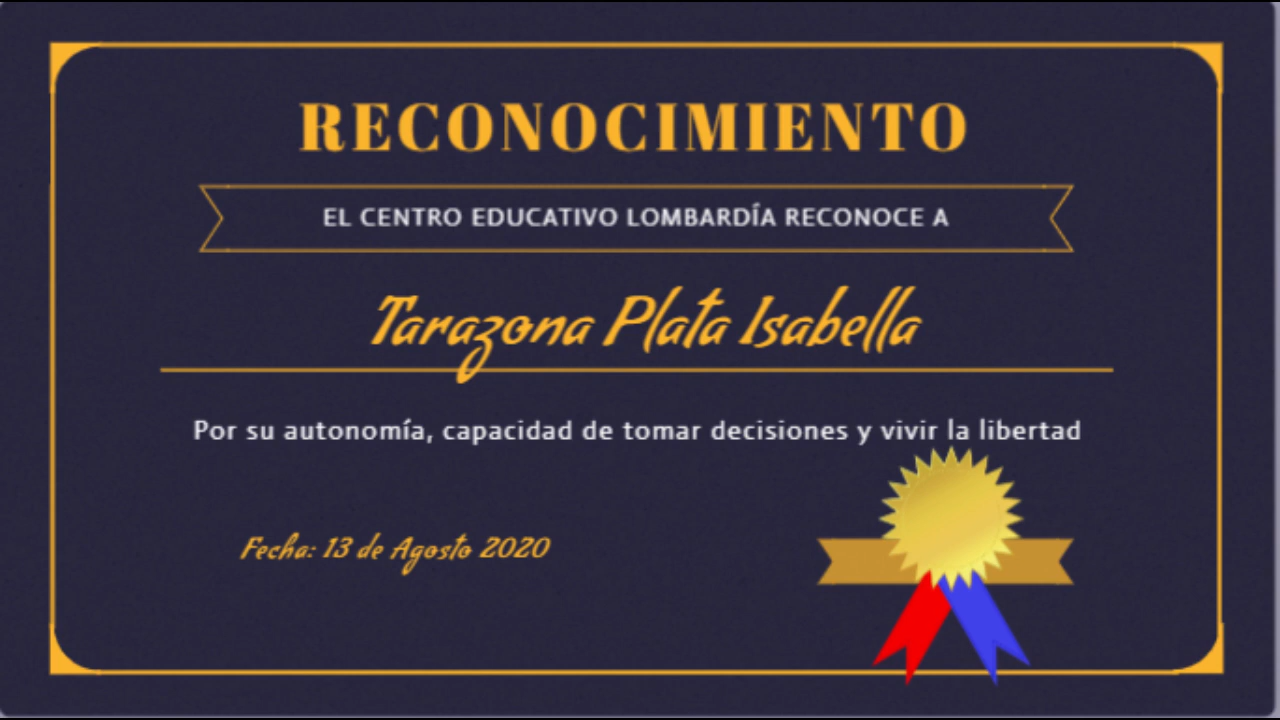 RECONOCIMIENTO
EL CENTRO EDUCATIVO LOMBARDÍA RECONOCE A
Tarazona Plata Isabella
Por su autonomía, capacidad de tomar decisiones y vivir la libertad
Fecha: 13 de Agosto 2020